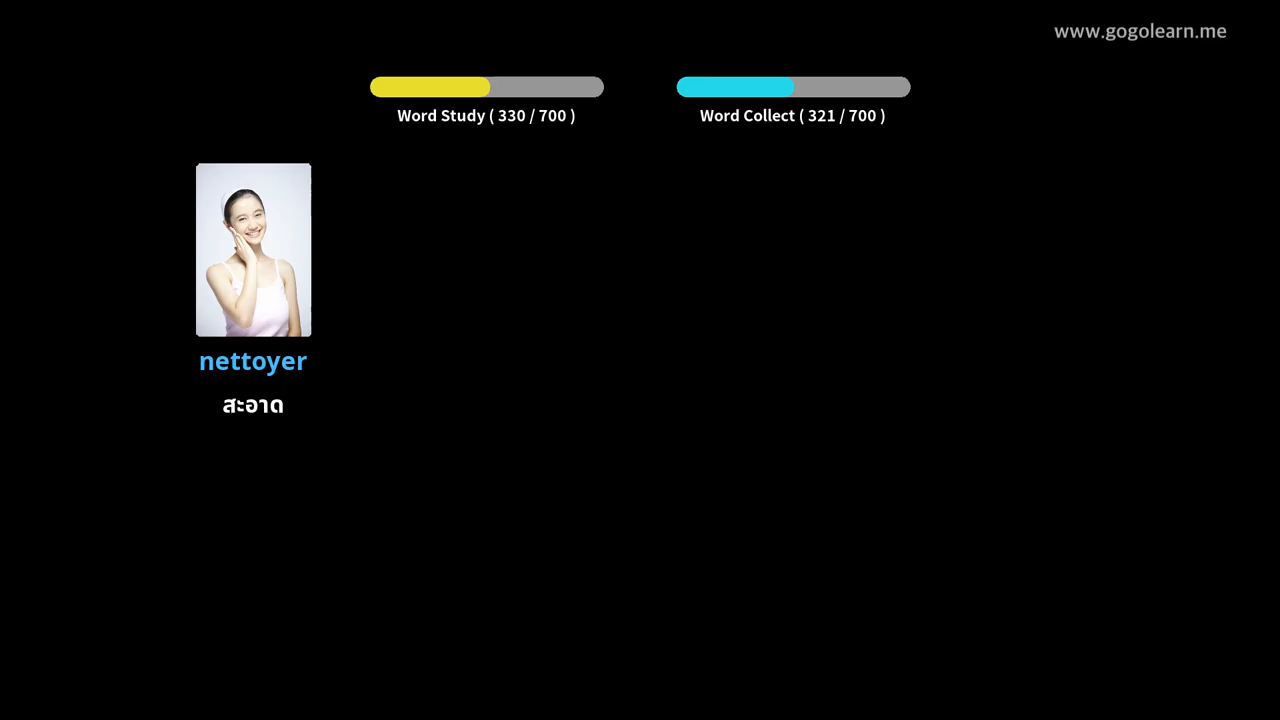 www.gogolearn.me
Word Study ( 330 / 700 )
Word Collect ( 321 / 700 )
nettoyer
สะอาด